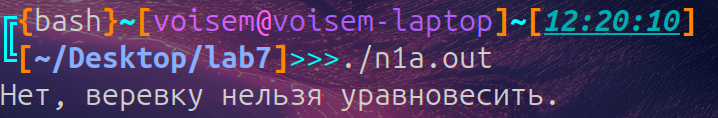 ╔{bash}~[voisem@voisem-laptop]~[12:20:10]
╚[~/Desktop/lab7]>>>./n1a.out
Нет, веревку нельзя уравновесить.